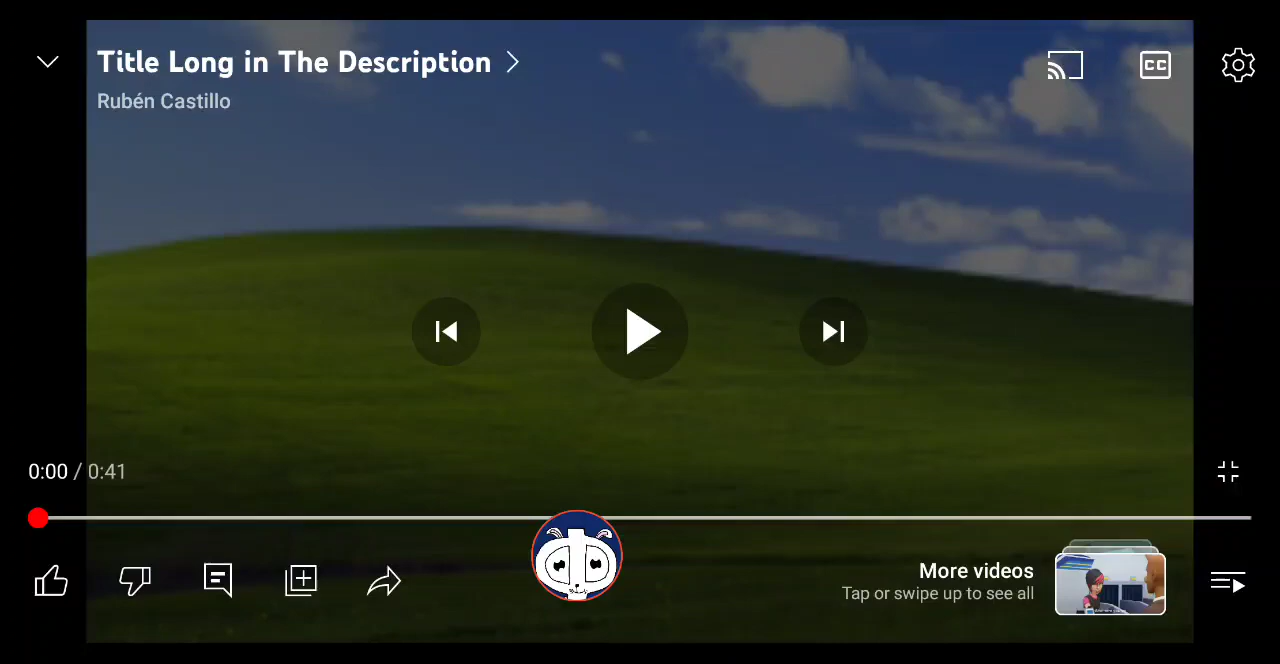 Title Long in The Description
Rubén Castillo
CC
0:00 / 0:41
More videos
Tap or swipe up to see all